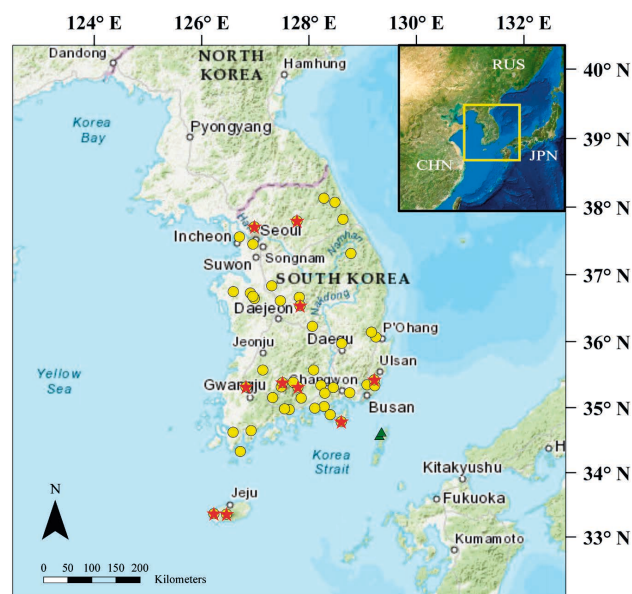 124° E 126° E 128° E 130° E 132° E
40° N
39° N
38° N
37° N
36° N
35° N
34° N
33° N
RUS
CHN
JPN
Dandong
NORTH
KOREA
Hamhung
Korea
Bay
Pyongyang
Seoul
Incheon
Songnam
Suwon
Namhan
SOUTH KOREA
Nakdong
Daejeon
Daegu
P'Ohang
Jeonju
Ulsan
Yellow
Sea
Gwangju
Changwon
Busan
Korea
Strait
Jeju
Kitakyushu
Fukuoka
Kumamoto
H
N
0 50 100 150 200
Kilometers